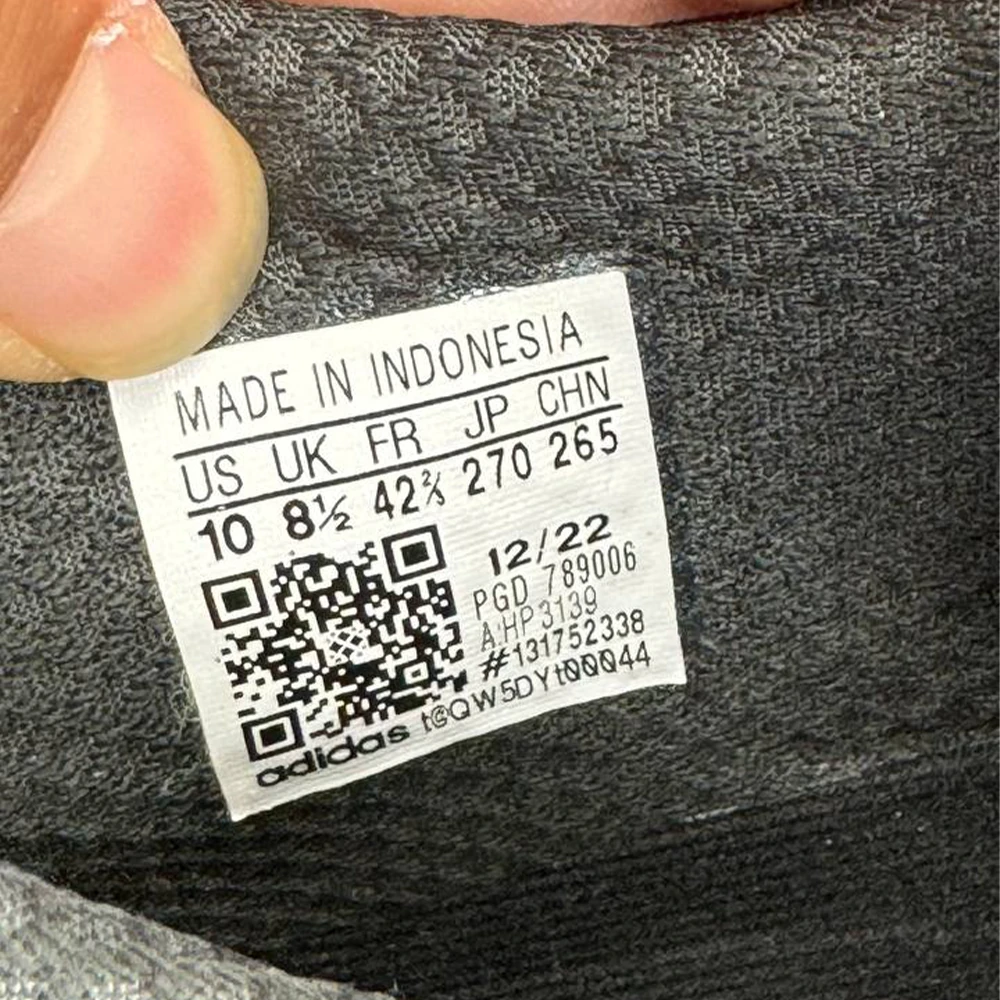 MADE IN INDONESIA
US UK FR JP CHN
10 8½ 42⅔ 270 265
12/22
PGD 789006
A:HP3139
#131752338
adidas tGQW5DYt00044